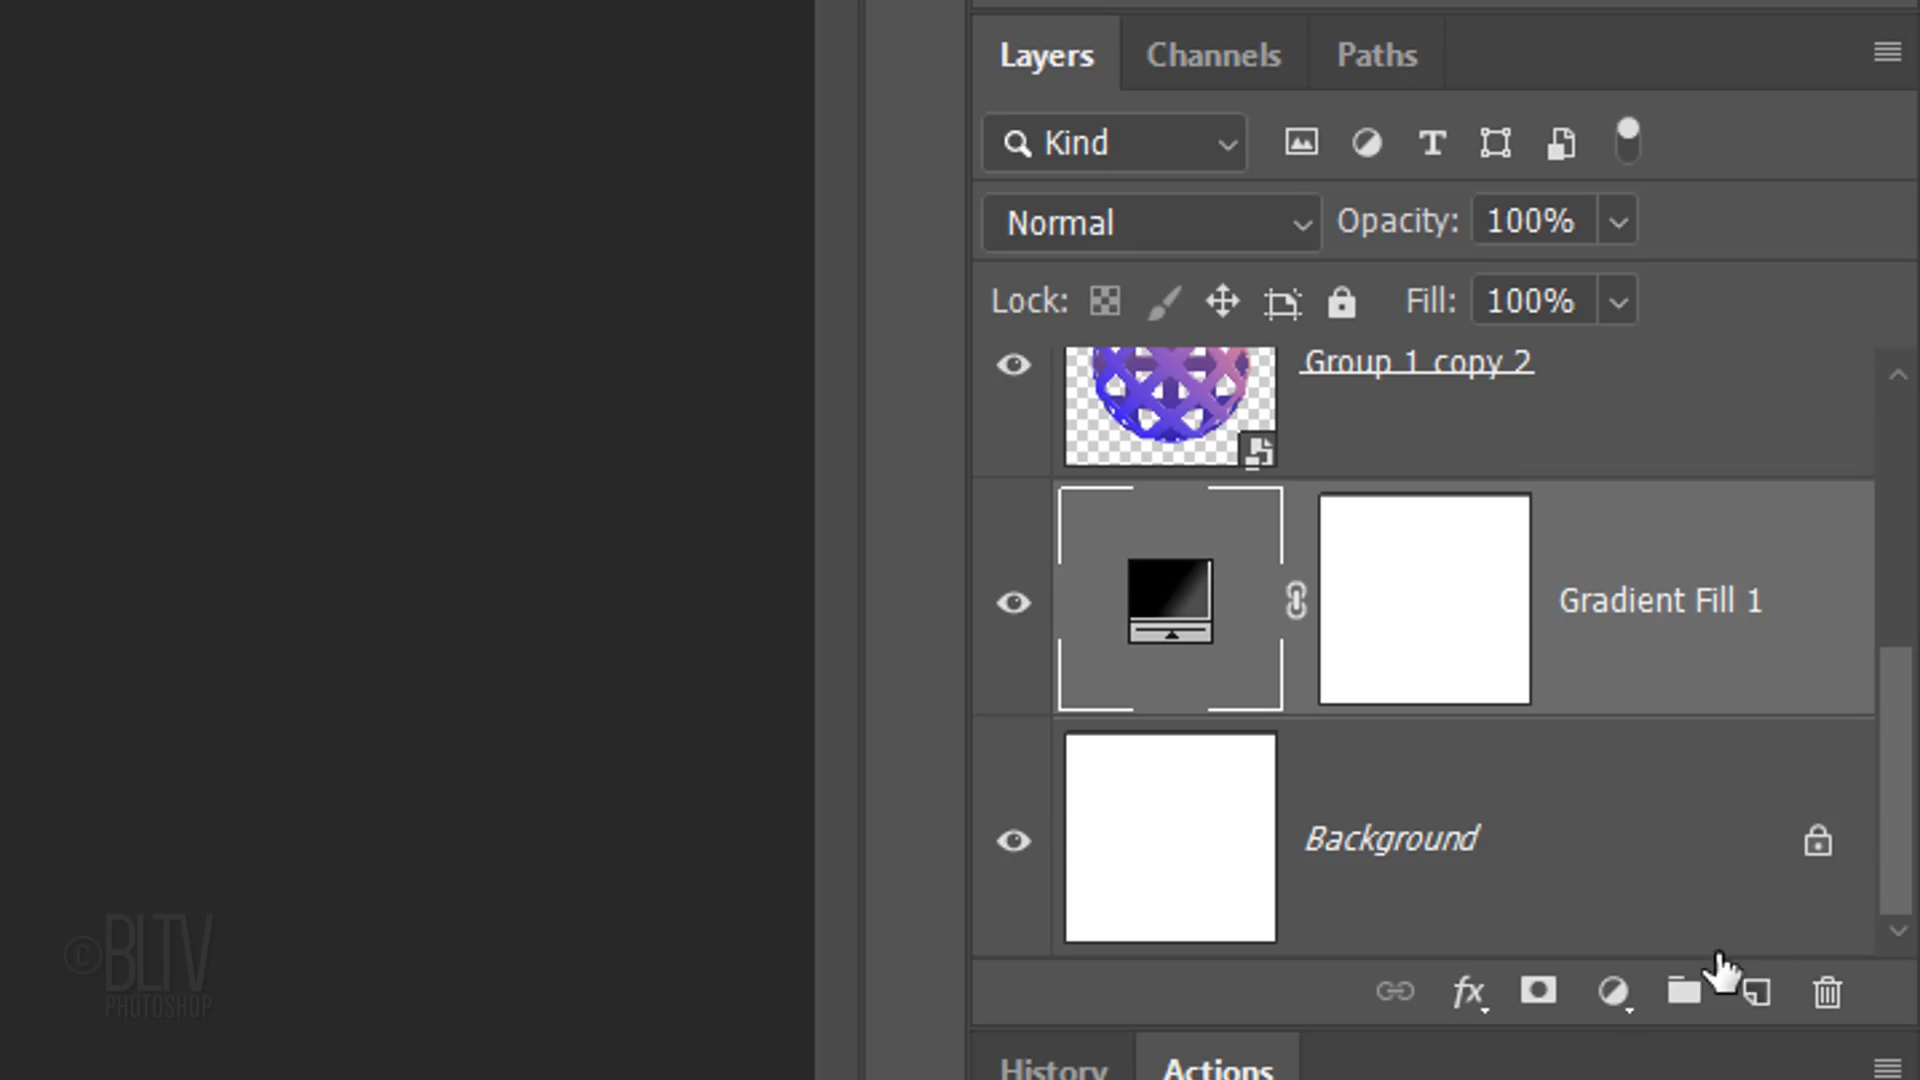 Layers Channels Paths
Kind T
Normal Opacity: 100%
Lock: Fill: 100%
Group 1 copy 2
Gradient Fill 1
Background
fx
© BLTV
PHOTOSHOP
History Actions